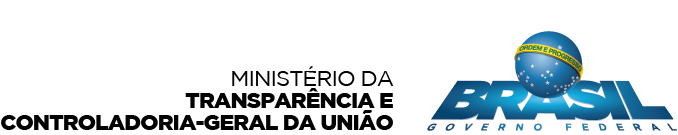 MINISTÉRIO DA
TRANSPARÊNCIA E
CONTROLADORIA-GERAL DA UNIÃO
ORDEM E PROGRESSO
BRASIL
GOVERNO FEDERAL